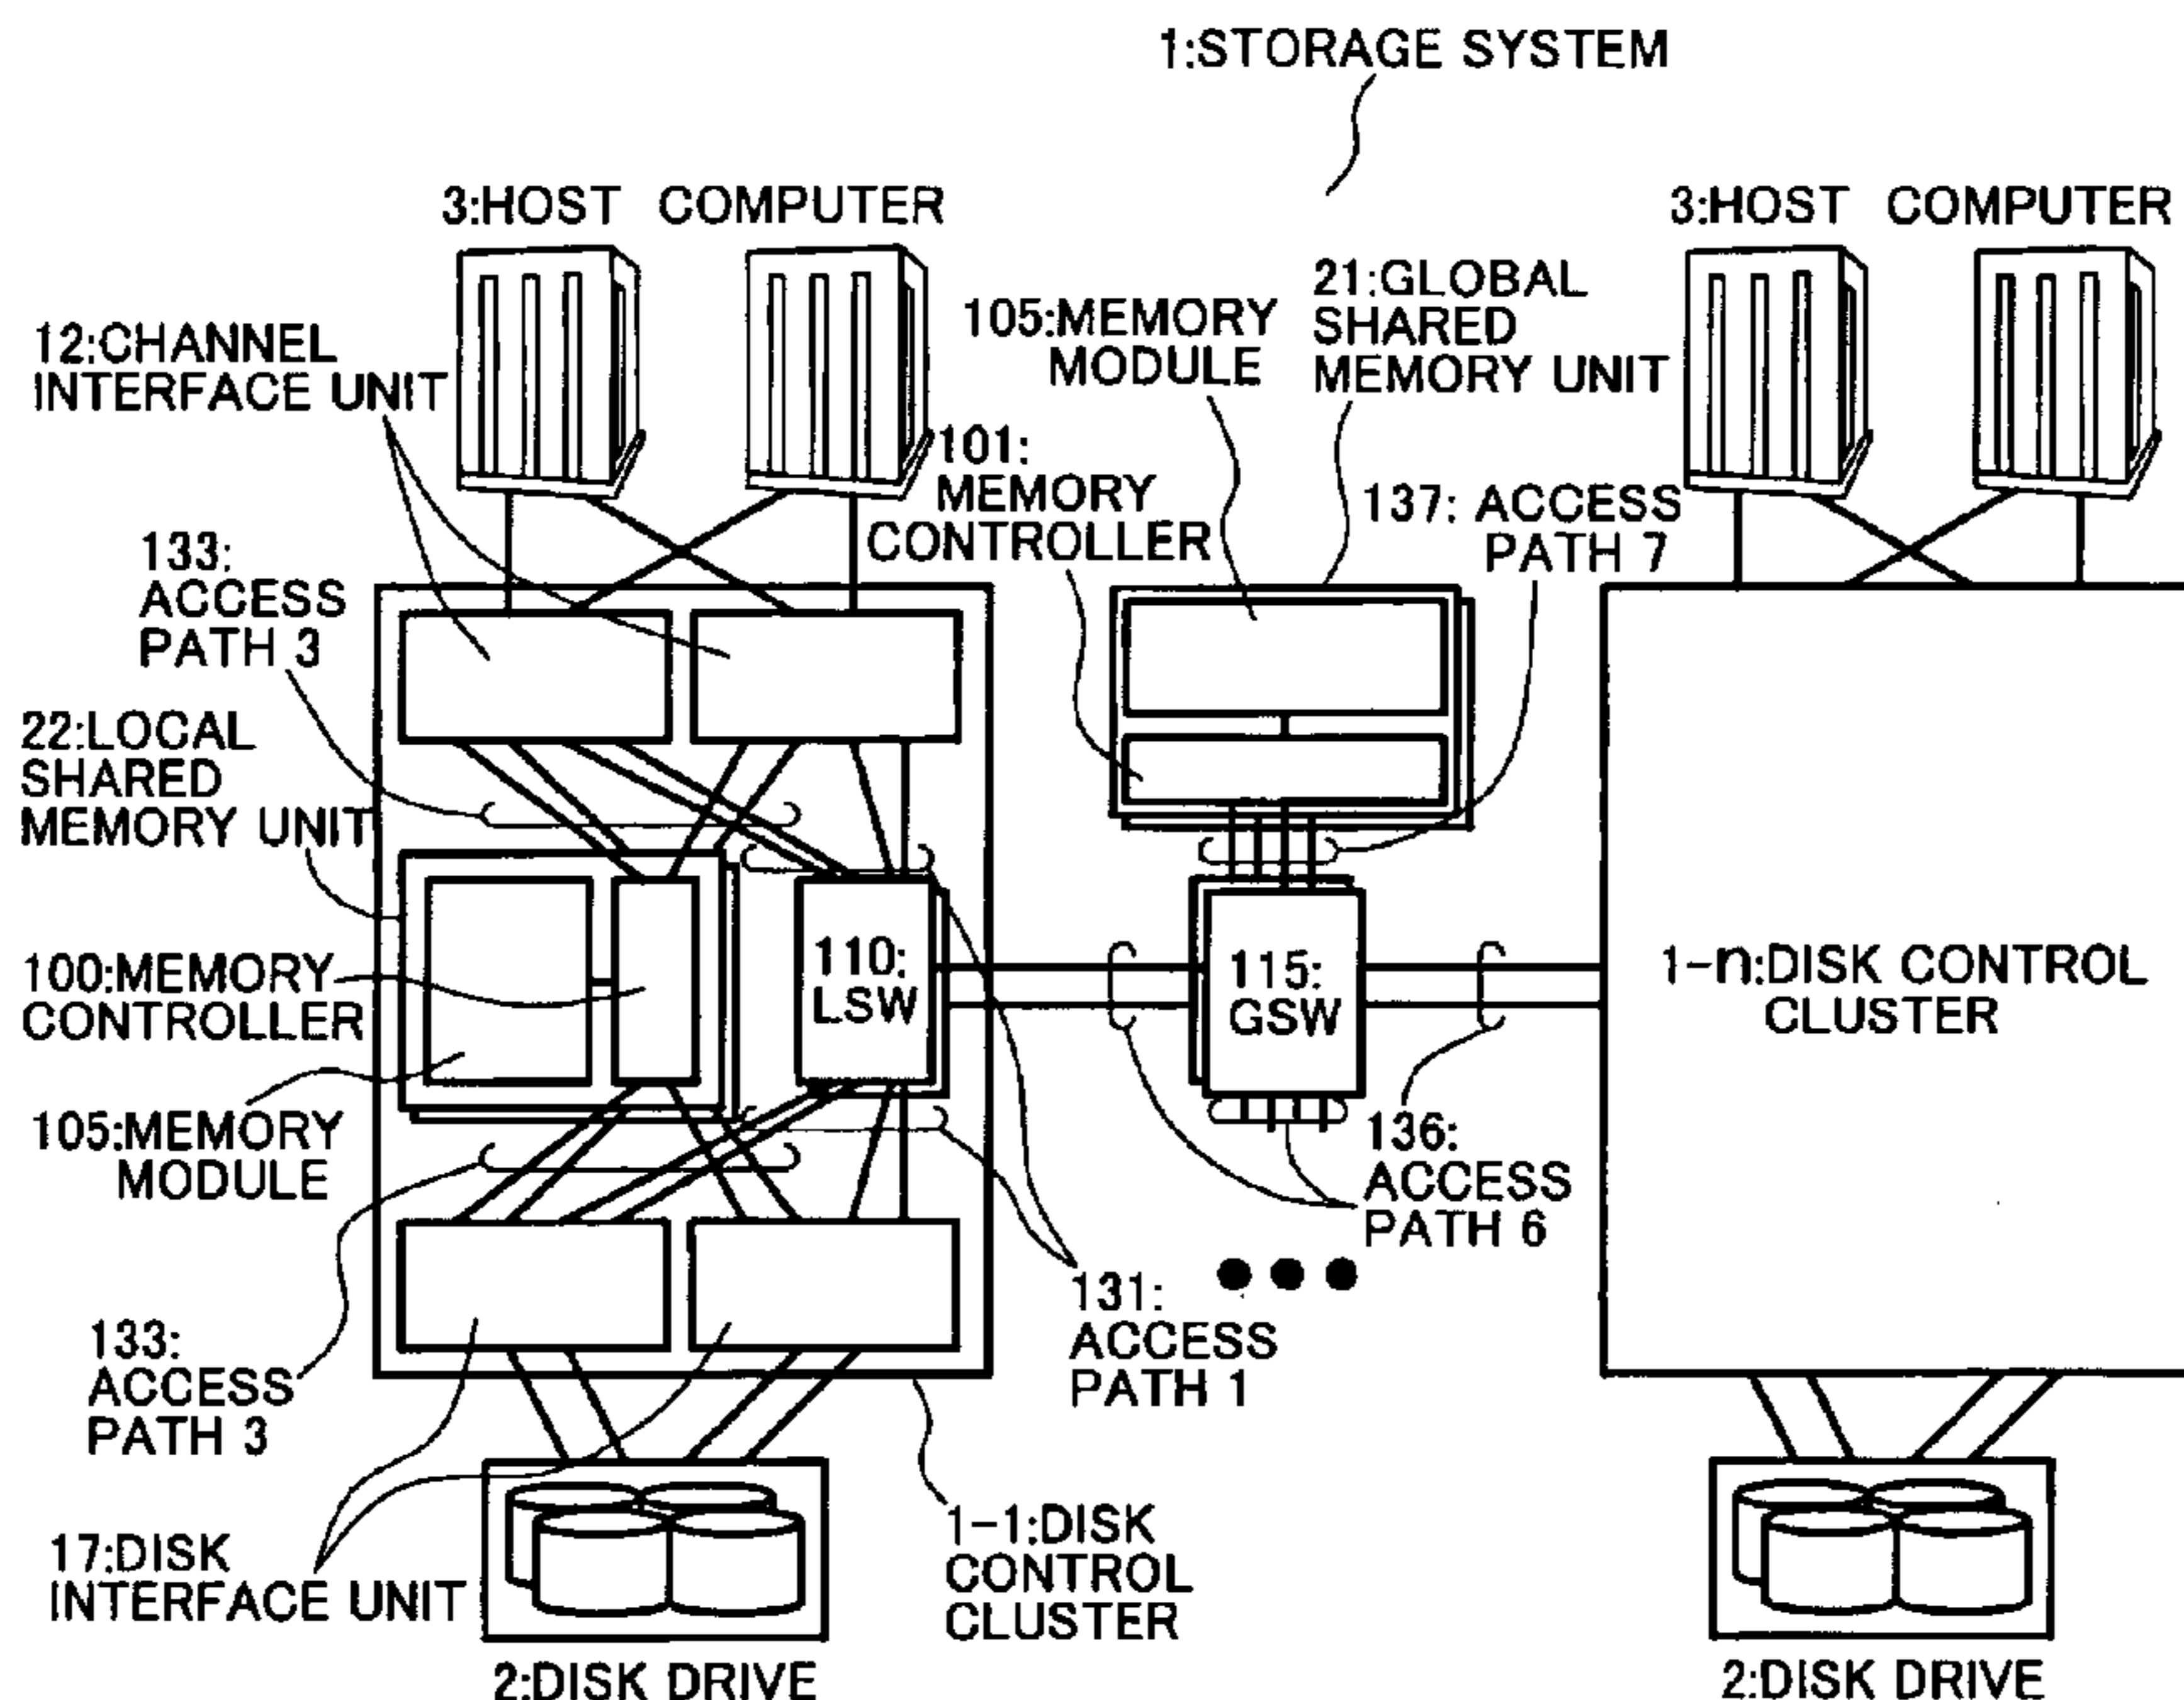 1:STORAGE SYSTEM
3:HOST COMPUTER
3:HOST COMPUTER
12:CHANNEL
INTERFACE UNIT
105:MEMORY
MODULE
21:GLOBAL
SHARED
MEMORY UNIT
101:
MEMORY
CONTROLLER
137: ACCESS
PATH 7
133:
ACCESS
PATH 3
22:LOCAL
SHARED
MEMORY UNIT
100:MEMORY
CONTROLLER
110:
LSW
115:
GSW
1-n:DISK CONTROL
CLUSTER
105:MEMORY
MODULE
136:
ACCESS
PATH 6
131:
ACCESS
PATH 1
133:
ACCESS
PATH 3
17:DISK
INTERFACE UNIT
1-1:DISK
CONTROL
CLUSTER
2:DISK DRIVE
2:DISK DRIVE